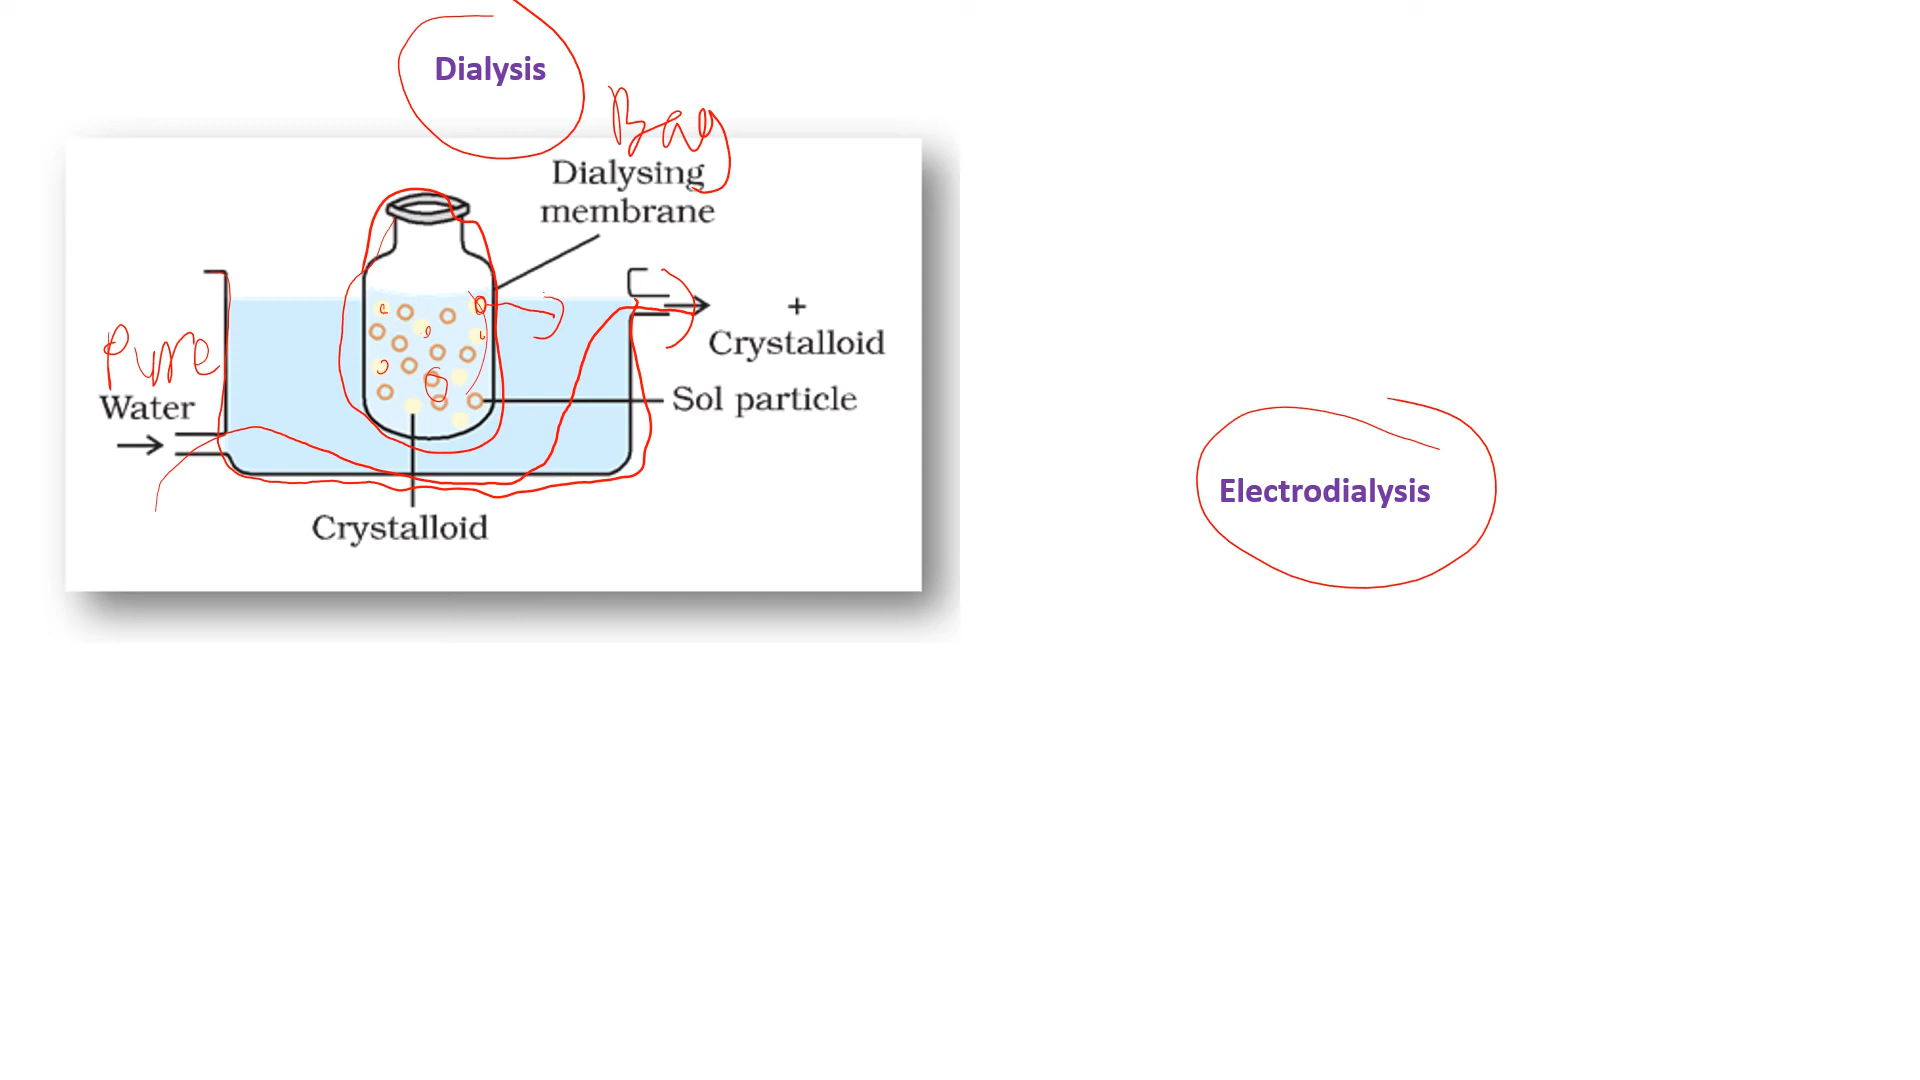 Dialysis
Bag
Dialysing
membrane
Pure
Water
+
Crystalloid
Sol particle
Crystalloid
Electrodialysis